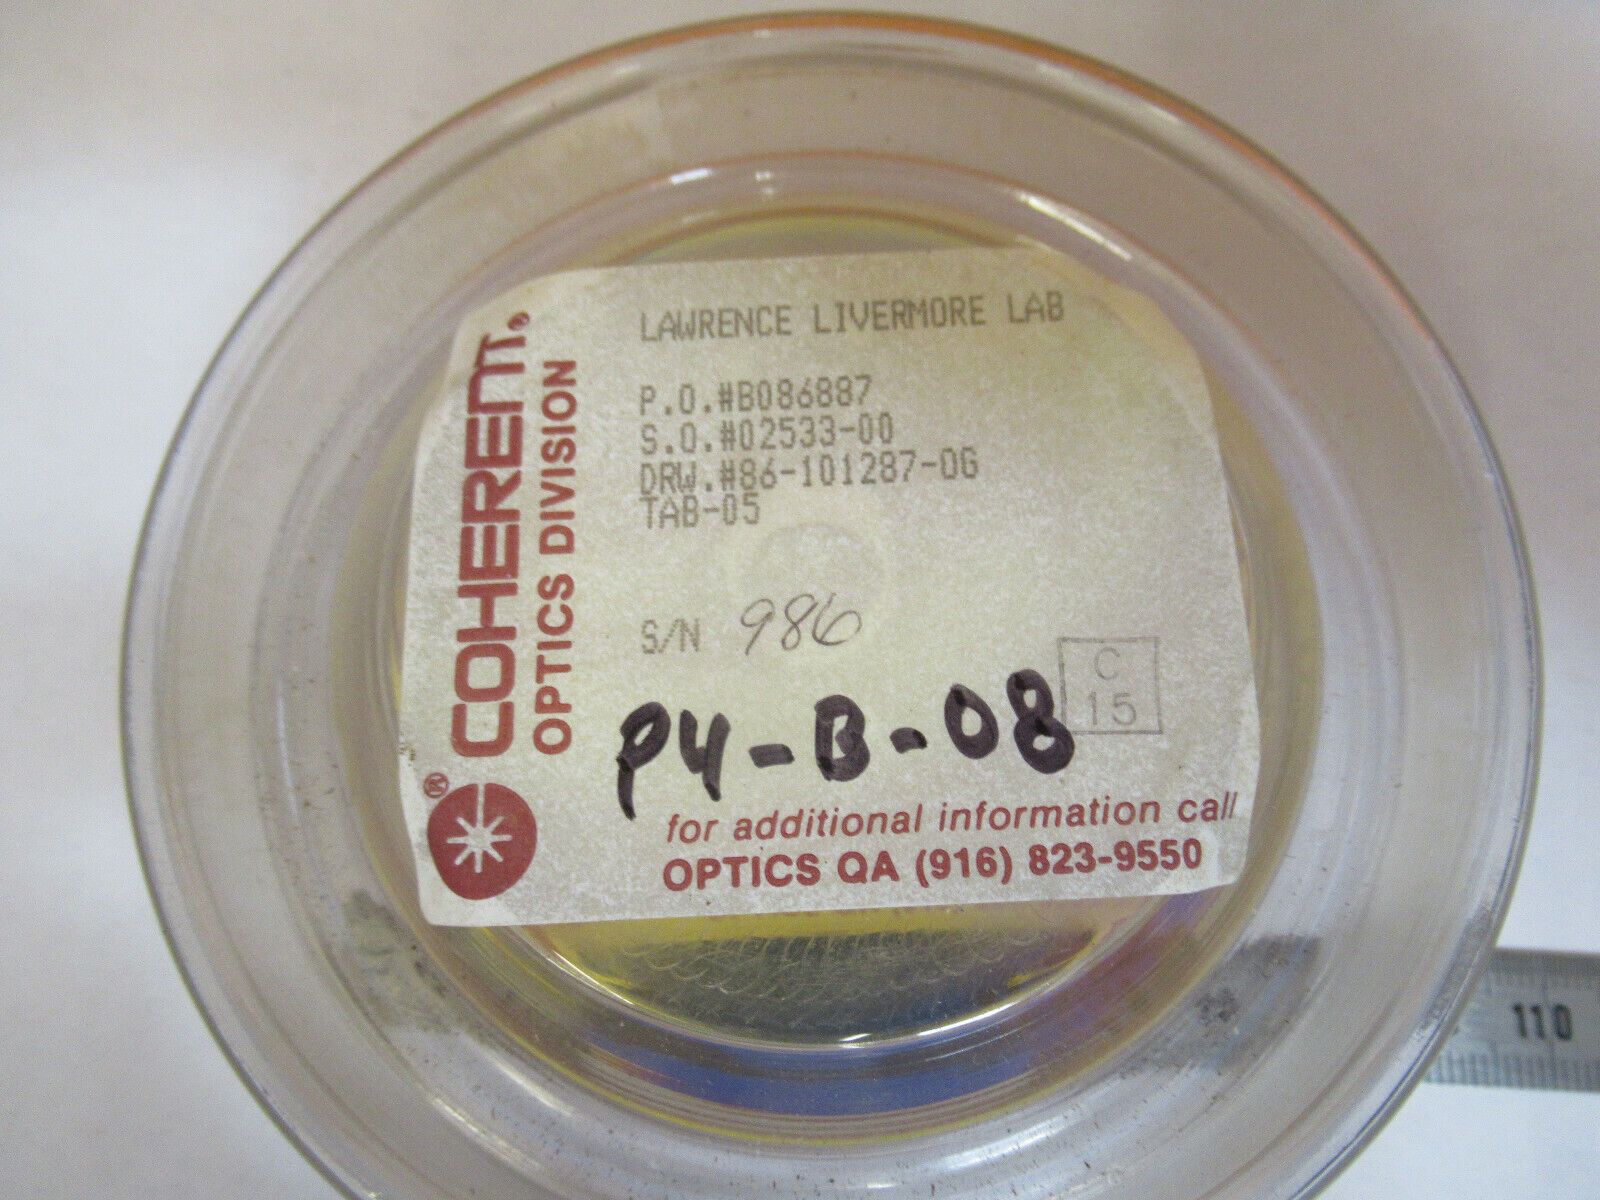 COHERENT®
OPTICS DIVISION
®
LAWRENCE LIVERMORE LAB
P.O.#B086887
S.O.#02533-00
DRW.#86-101287-0G
TAB-05
S/N 986
C
15
P4-B-08
for additional information call
OPTICS QA (916) 823-9550
110